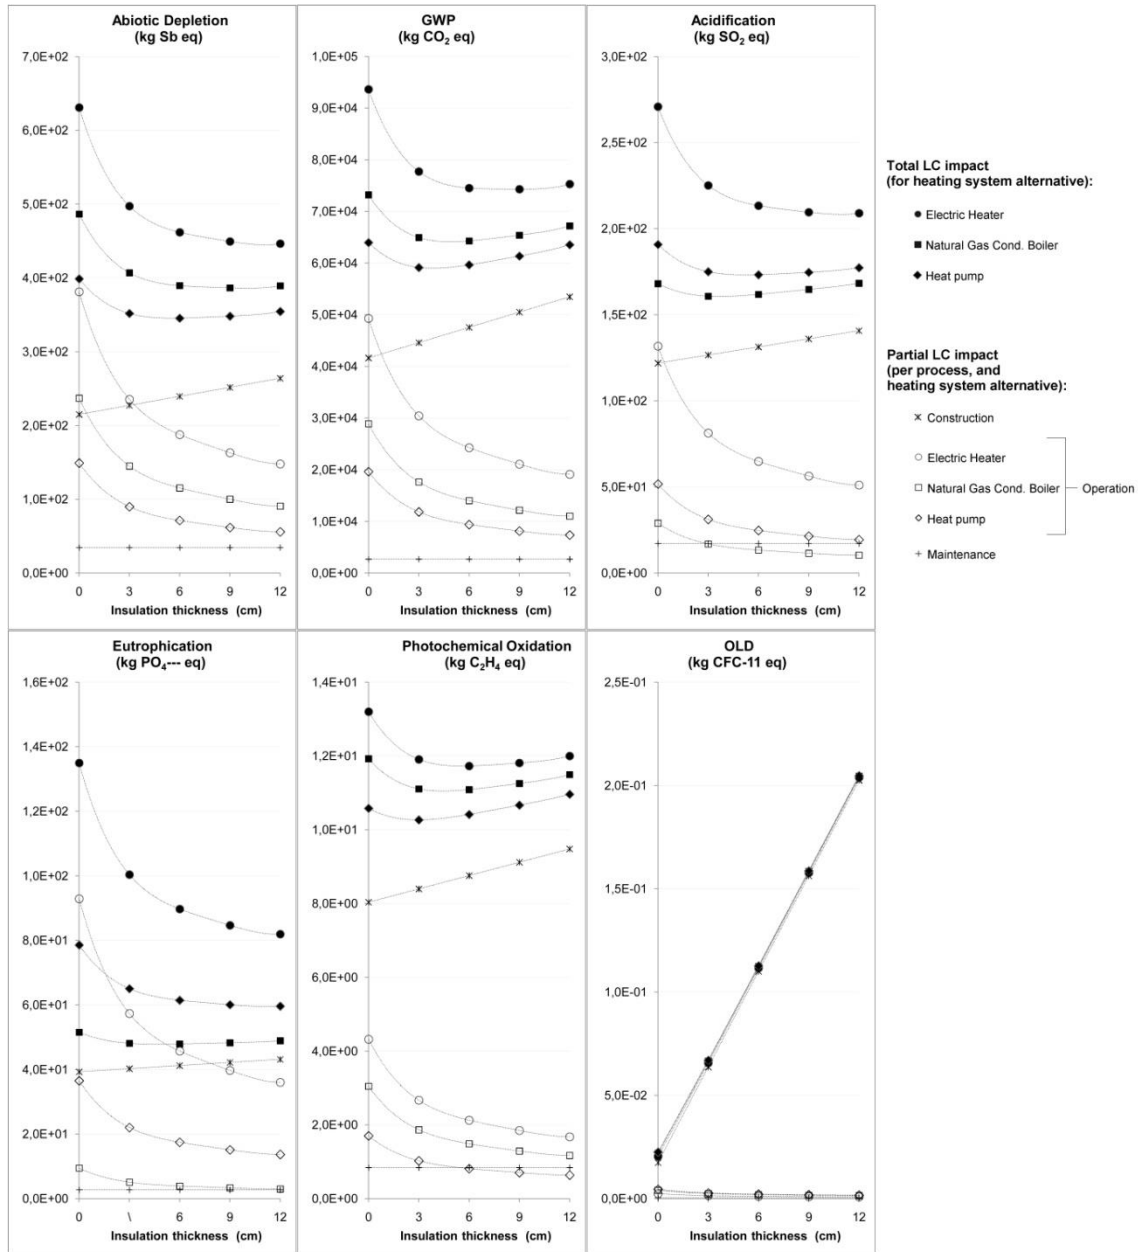 Abiotic Depletion
(kg Sb eq)
7,0E+02
6,0E+02
5,0E+02
4,0E+02
3,0E+02
2,0E+02
1,0E+02
0,0E+00
0 3 6 9 12
Insulation thickness (cm)
GWP
(kg CO₂ eq)
1,0E+05
9,0E+04
8,0E+04
7,0E+04
6,0E+04
5,0E+04
4,0E+04
3,0E+04
2,0E+04
1,0E+04
0,0E+00
0 3 6 9 12
Insulation thickness (cm)
Acidification
(kg SO₂ eq)
3,0E+02
2,5E+02
2,0E+02
1,5E+02
1,0E+02
5,0E+01
0,0E+00
0 3 6 9 12
Insulation thickness (cm)
Total LC impact
(for heating system alternative):
Electric Heater
Natural Gas Cond. Boiler
Heat pump
Partial LC impact
(per process, and
heating system alternative):
Construction
Electric Heater
Natural Gas Cond. Boiler
Operation
Heat pump
Maintenance
Eutrophication
(kg PO₄--- eq)
1,6E+02
1,4E+02
1,2E+02
1,0E+02
8,0E+01
6,0E+01
4,0E+01
2,0E+01
0,0E+00
0 \ 6 9 12
Insulation thickness (cm)
Photochemical Oxidation
(kg C₂H₄ eq)
1,4E+01
1,2E+01
1,0E+01
8,0E+00
6,0E+00
4,0E+00
2,0E+00
0,0E+00
0 3 6 9 12
Insulation thickness (cm)
OLD
(kg CFC-11 eq)
2,5E-01
2,0E-01
1,5E-01
1,0E-01
5,0E-02
0,0E+00
0 3 6 9 12
Insulation thickness (cm)